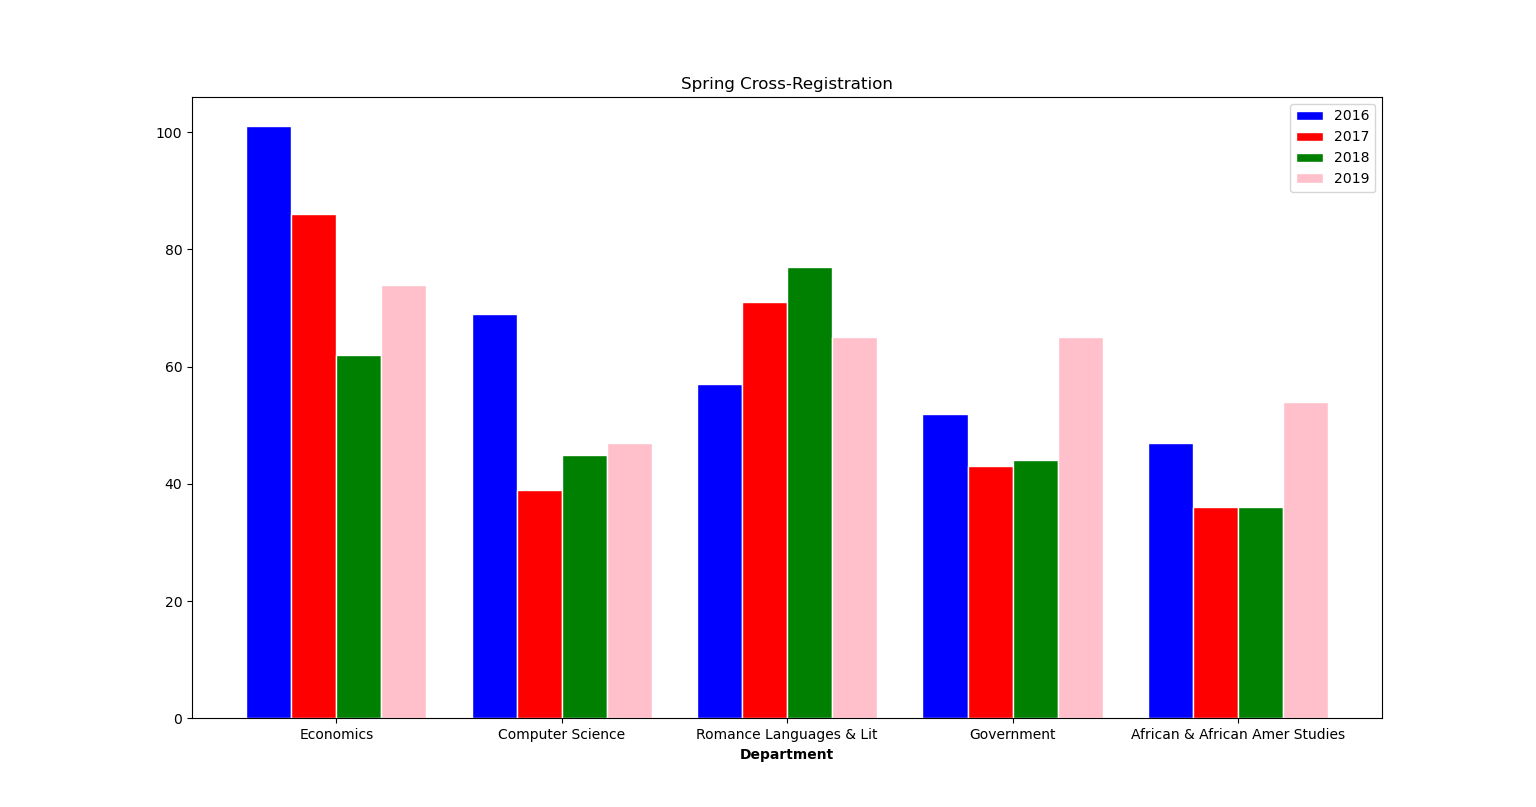 Spring Cross-Registration
2016
2017
2018
2019
100
80
60
40
20
0
Economics
Computer Science
Romance Languages & Lit
Government
African & African Amer Studies
Department